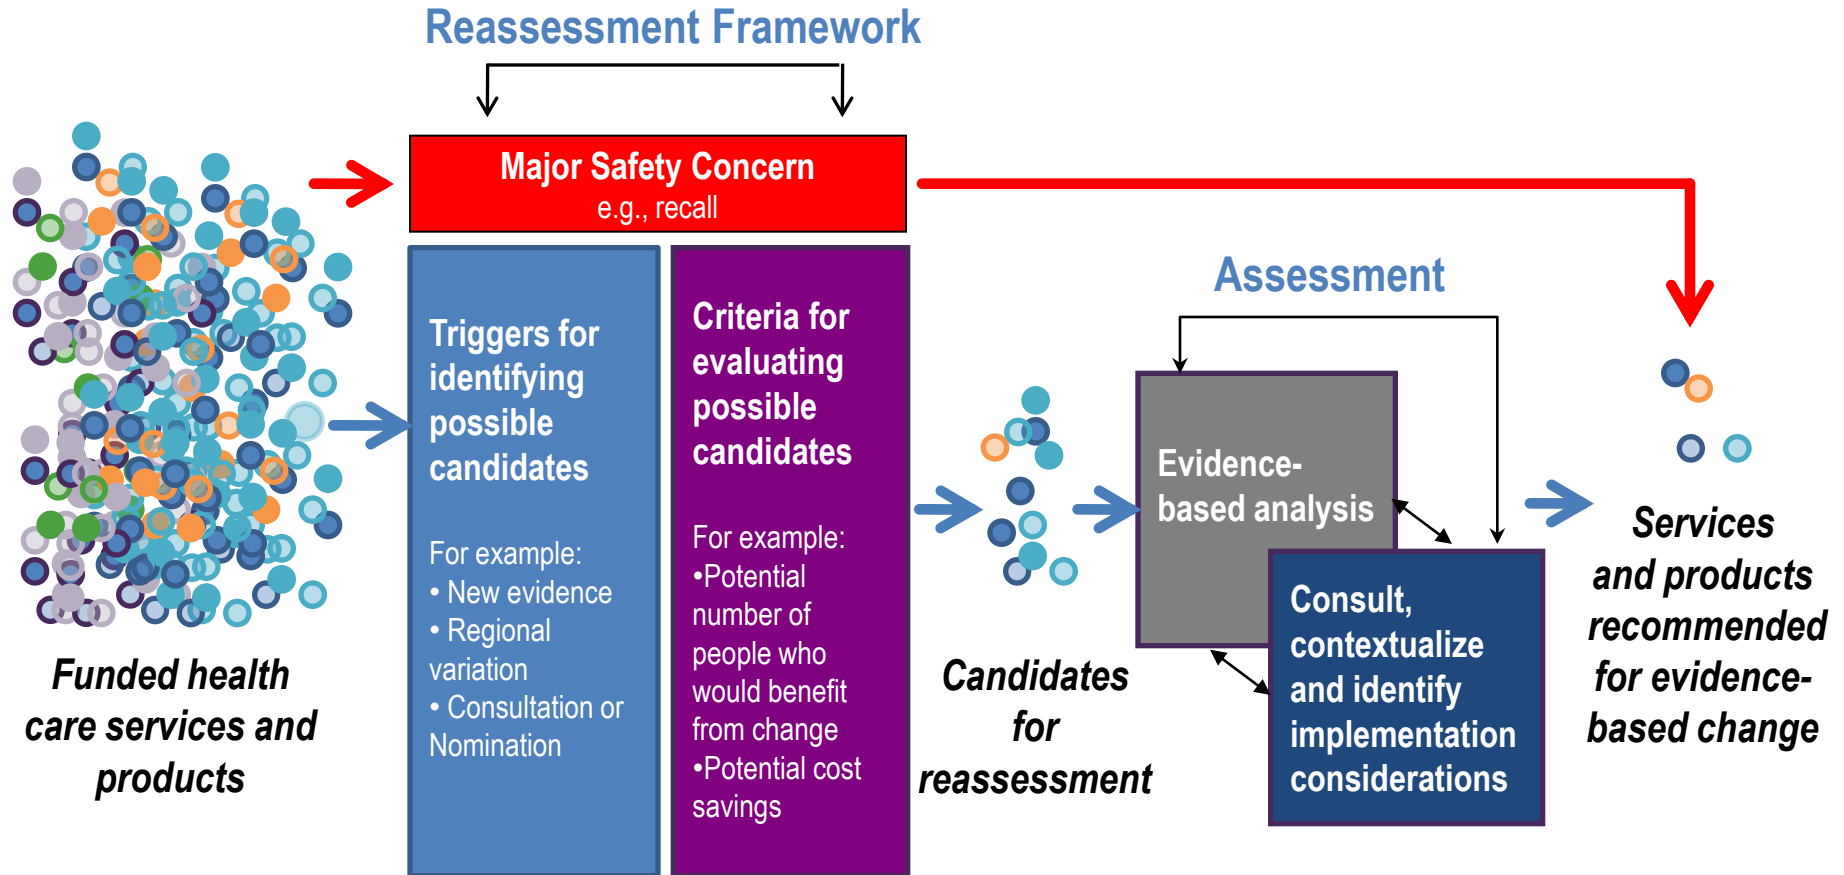 Reassessment Framework
Major Safety Concern
e.g., recall
Triggers for
identifying
possible
candidates
For example:
• New evidence
• Regional
variation
• Consultation or
Nomination
Criteria for
evaluating
possible
candidates
For example:
•Potential
number of
people who
would benefit
from change
•Potential cost
savings
Funded health
care services and
products
Candidates
for
reassessment
Assessment
Evidence-
based analysis
Consult,
contextualize
and identify
implementation
considerations
Services
and products
recommended
for evidence-
based change